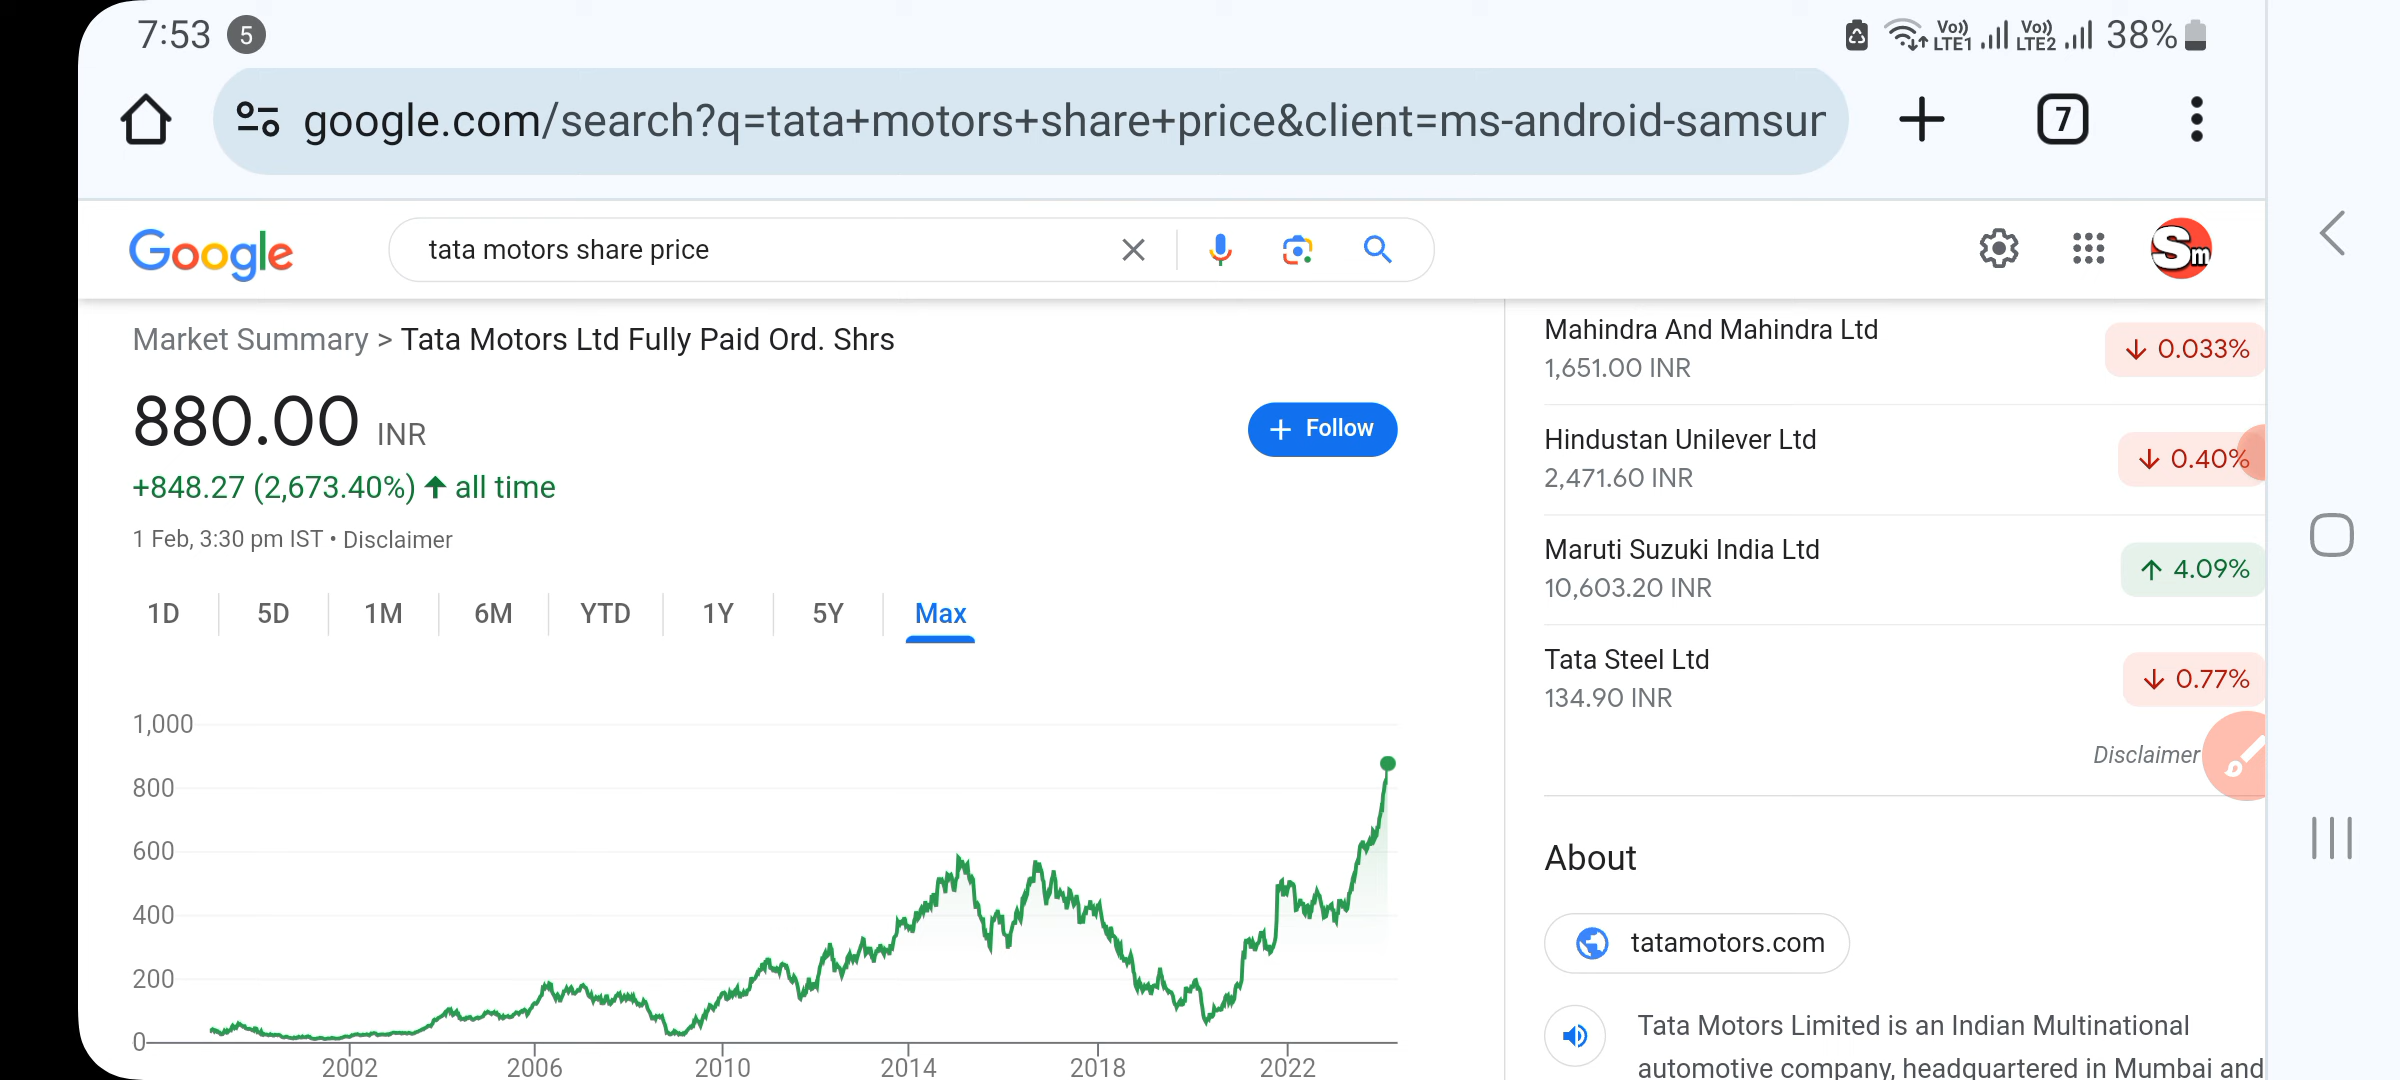 7:53 5 Vo)) LTE1 Vo)) LTE2 38%
google.com/search?q=tata+motors+share+price&client=ms-android-samsur 7
Google tata motors share price Sm
Market Summary > Tata Motors Ltd Fully Paid Ord. Shrs
880.00 INR
+ Follow
+848.27 (2,673.40%) ↑ all time
1 Feb, 3:30 pm IST • Disclaimer
1D 5D 1M 6M YTD 1Y 5Y Max
1,000
800
600
400
200
0
2002 2006 2010 2014 2018 2022
Mahindra And Mahindra Ltd
1,651.00 INR
↓ 0.033%
Hindustan Unilever Ltd
2,471.60 INR
↓ 0.40%
Maruti Suzuki India Ltd
10,603.20 INR
↑ 4.09%
Tata Steel Ltd
134.90 INR
↓ 0.77%
Disclaimer
About
tatamotors.com
Tata Motors Limited is an Indian Multinational
automotive company, headquartered in Mumbai and